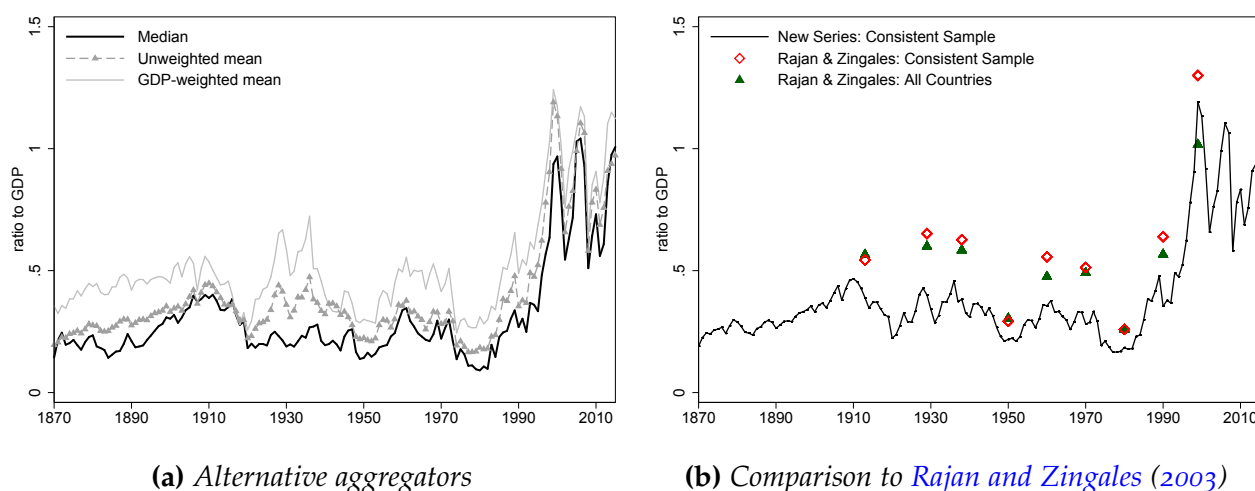 1.5
1
.5
0
ratio to GDP
Median
Unweighted mean
GDP-weighted mean
1870 1890 1910 1930 1950 1970 1990 2010
(a) Alternative aggregators
1.5
1
.5
0
ratio to GDP
New Series: Consistent Sample
Rajan & Zingales: Consistent Sample
Rajan & Zingales: All Countries
1870 1890 1910 1930 1950 1970 1990 2010
(b) Comparison to Rajan and Zingales (2003)